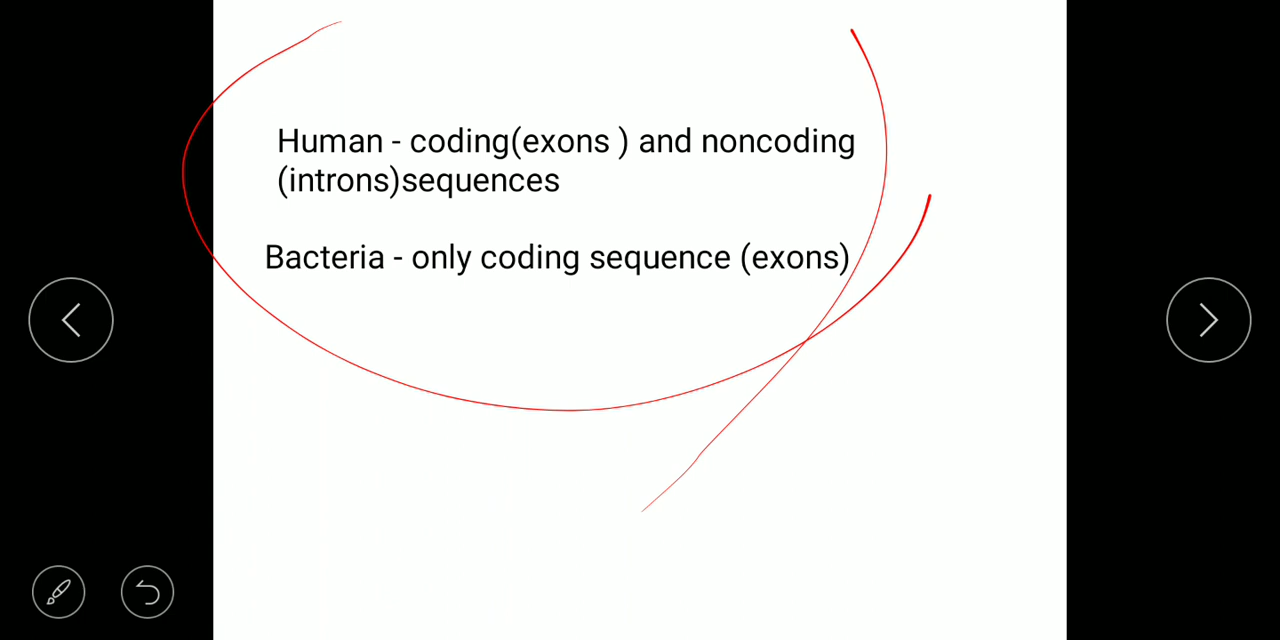 Human - coding(exons ) and noncoding
(introns)sequences
Bacteria - only coding sequence (exons)